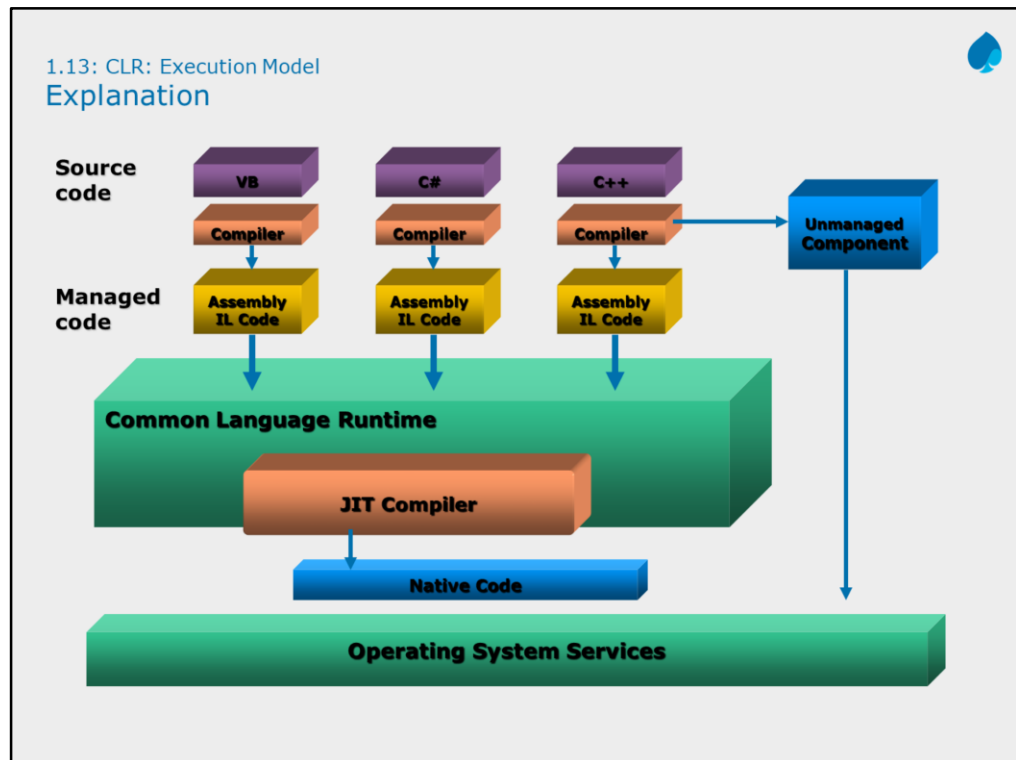 1.13: CLR: Execution Model
Explanation
Source
code
VB
C#
C++
Compiler
Compiler
Compiler
Unmanaged
Component
Managed
code
Assembly
IL Code
Assembly
IL Code
Assembly
IL Code
Common Language Runtime
JIT Compiler
Native Code
Operating System Services